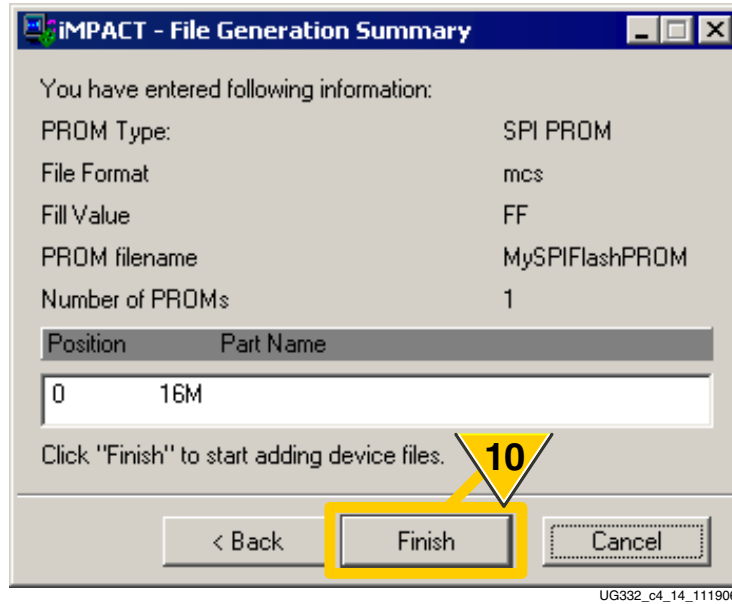 iMPACT - File Generation Summary
You have entered following information:
PROM Type: SPI PROM
File Format mcs
Fill Value FF
PROM filename MySPIFlashPROM
Number of PROMs 1
Position Part Name
0 16M
Click "Finish" to start adding device files.
10
< Back Finish Cancel
UG332_c4_14_111906